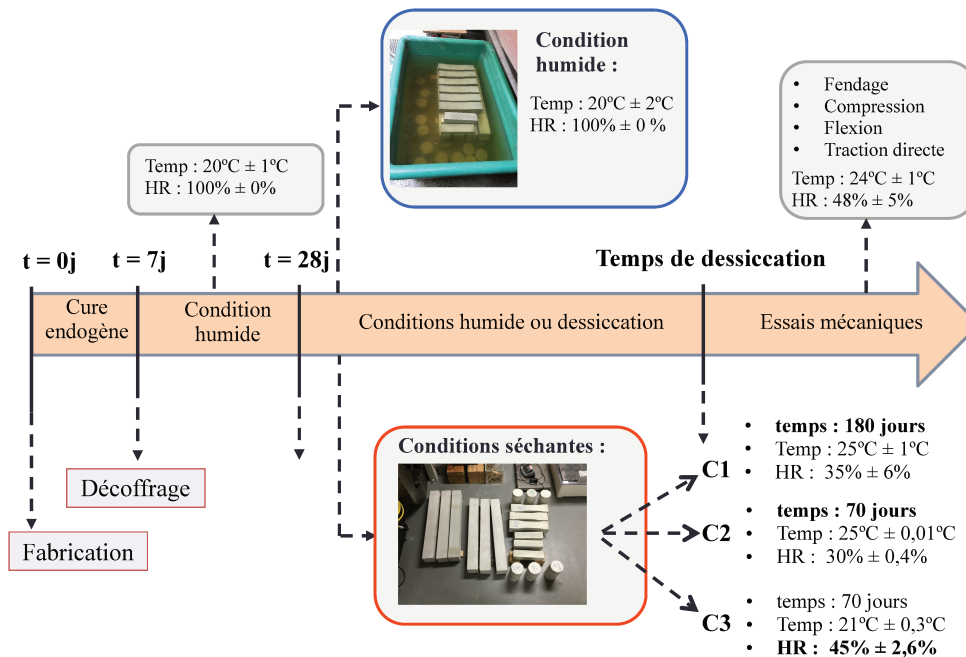 Condition
humide :
Temp : 20ºC ± 2ºC
HR : 100% ± 0 %
• Fendage
• Compression
• Flexion
• Traction directe
Temp : 24ºC ± 1ºC
HR : 48% ± 5%
Temp : 20ºC ± 1ºC
HR : 100% ± 0%
t = 0j
t = 7j
t = 28j
Temps de dessiccation
Cure
endogène
Condition
humide
Conditions humide ou dessiccation
Essais mécaniques
Décoffrage
Fabrication
Conditions séchantes :
C1
• temps : 180 jours
• Temp : 25ºC ± 1ºC
• HR : 35% ± 6%
C2
• temps : 70 jours
• Temp : 25ºC ± 0,01ºC
• HR : 30% ± 0,4%
C3
• temps : 70 jours
• Temp : 21ºC ± 0,3ºC
• HR : 45% ± 2,6%